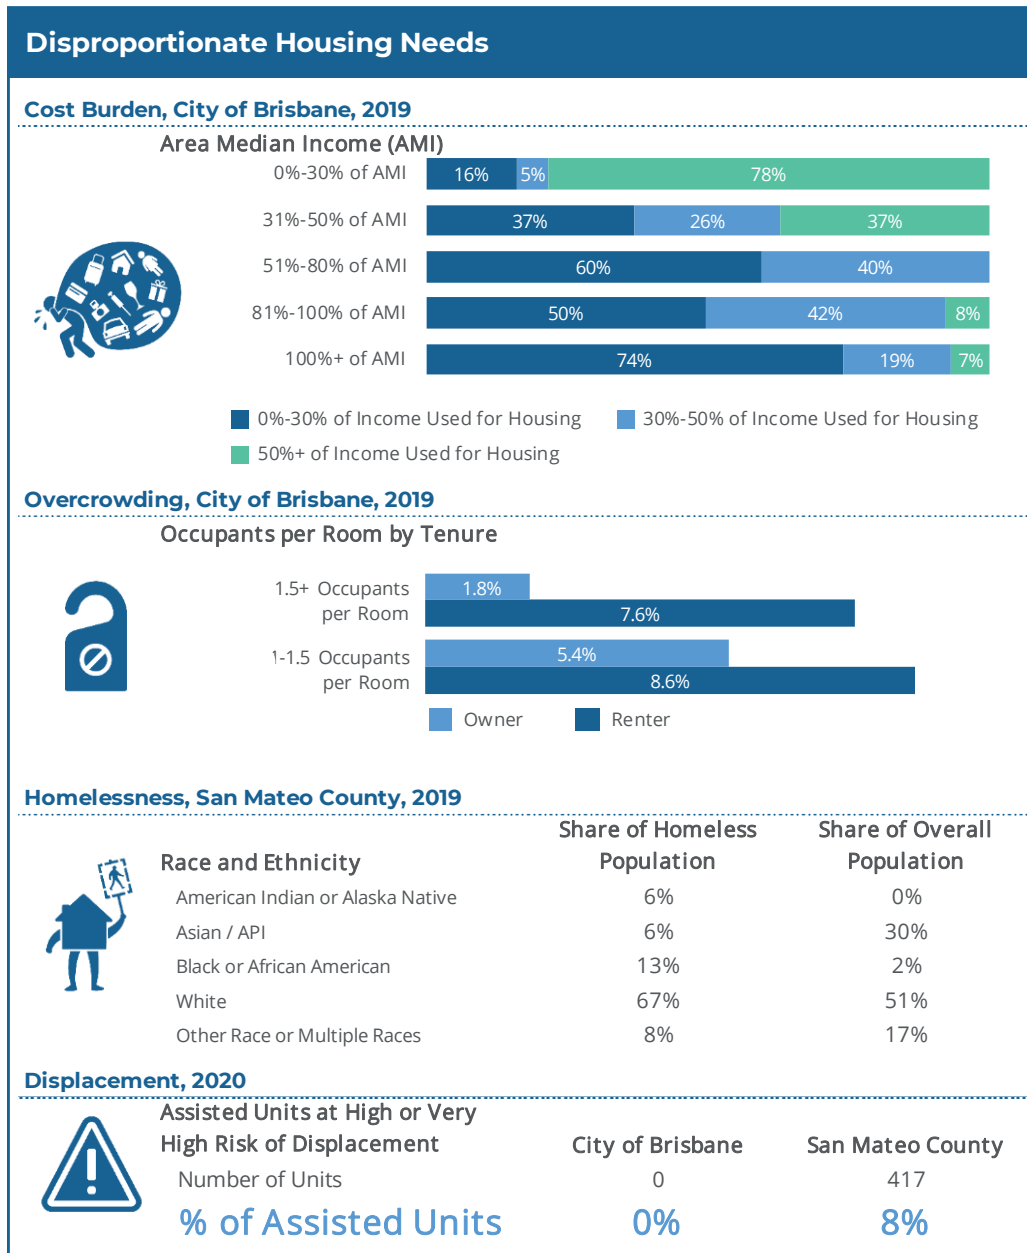 Disproportionate Housing Needs
Cost Burden, City of Brisbane, 2019
Area Median Income (AMI)
0%-30% of AMI 16% 5% 78%
31%-50% of AMI 37% 26% 37%
51%-80% of AMI 60% 40%
81%-100% of AMI 50% 42% 8%
100%+ of AMI 74% 19% 7%
0%-30% of Income Used for Housing 30%-50% of Income Used for Housing
50%+ of Income Used for Housing
Overcrowding, City of Brisbane, 2019
Occupants per Room by Tenure
1.5+ Occupants
per Room
1.8%
7.6%
1-1.5 Occupants
per Room
5.4%
8.6%
Owner Renter
Homelessness, San Mateo County, 2019
Race and Ethnicity
Share of Homeless
Population
Share of Overall
Population
American Indian or Alaska Native 6% 0%
Asian / API 6% 30%
Black or African American 13% 2%
White 67% 51%
Other Race or Multiple Races 8% 17%
Displacement, 2020
Assisted Units at High or Very
High Risk of Displacement City of Brisbane San Mateo County
Number of Units 0 417
% of Assisted Units 0% 8%